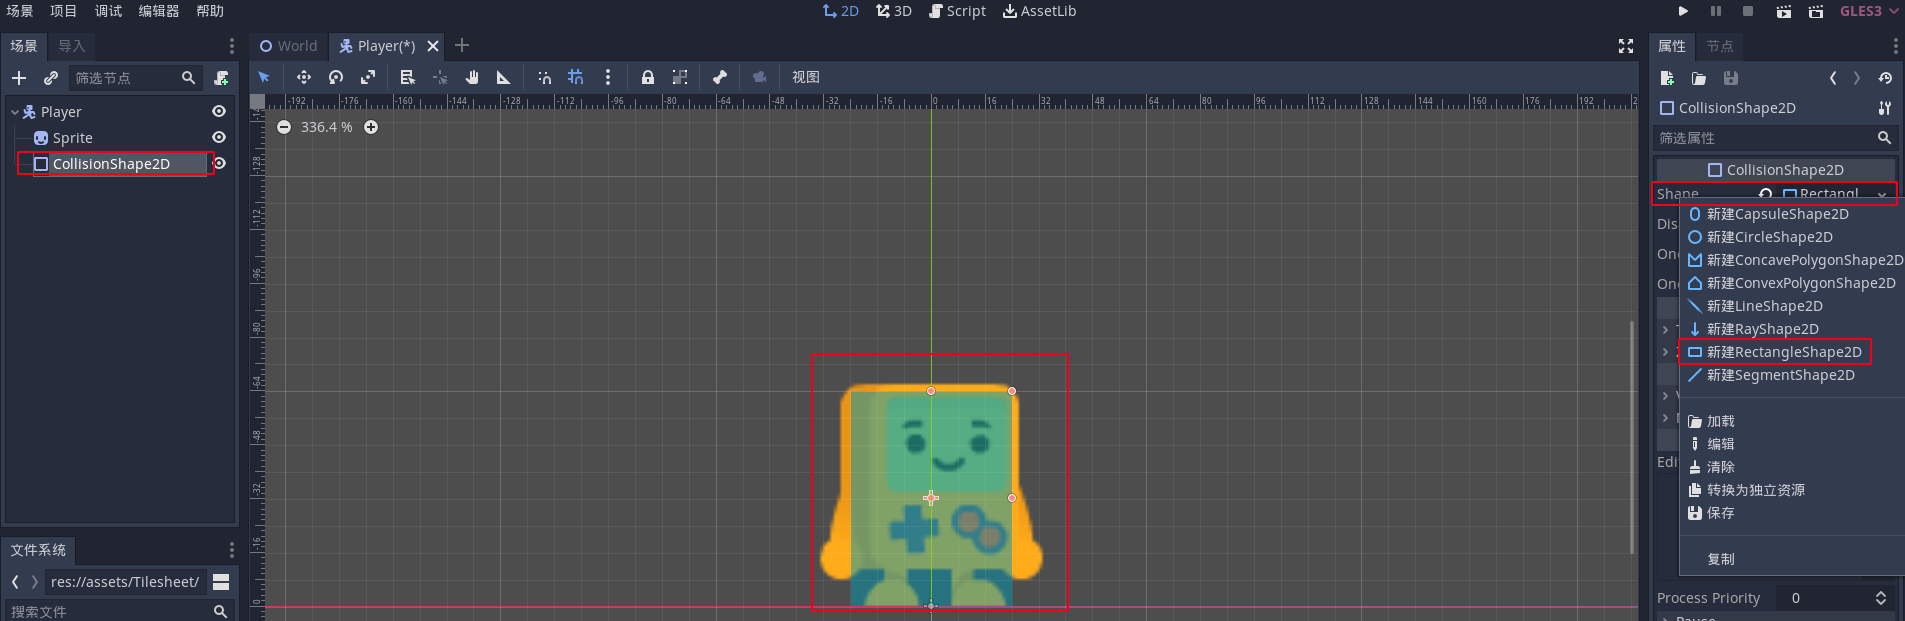 场景 项目 调试 编辑器 帮助 2D 3D Script AssetLib GLES3
场景 导入 World Player(*) 属性 节点
筛选节点 视图
-192 -176 -160 -144 -128 -112 -96 -80 -64 -48 -32 -16 0 16 32 48 64 80 96 112 128 144 160 176 192
Player
Sprite
CollisionShape2D
336.4 %
-128
-112
-96
-80
-64
-48
-32
-16
0
CollisionShape2D
筛选属性
CollisionShape2D
Shape Rectangl
Dis
One
One
Edi
新建CapsuleShape2D
新建CircleShape2D
新建ConcavePolygonShape2D
新建ConvexPolygonShape2D
新建LineShape2D
新建RayShape2D
新建RectangleShape2D
新建SegmentShape2D
加载
编辑
清除
转换为独立资源
保存
复制
Process Priority 0
Pause
文件系统
res://assets/Tilesheet/
搜索文件